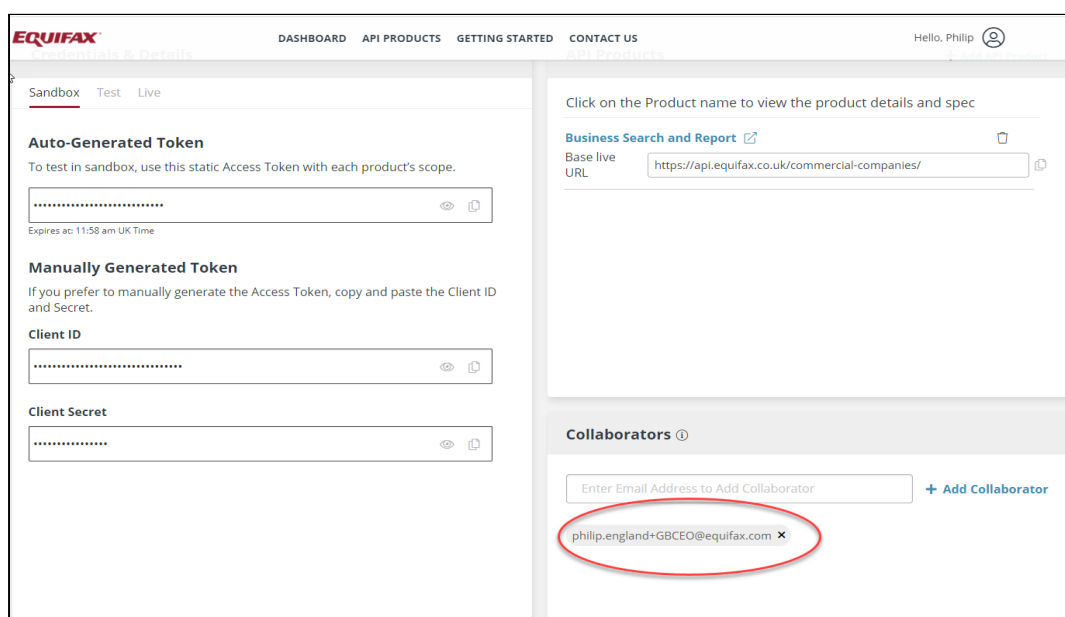 EQUIFAX
DASHBOARD API PRODUCTS GETTING STARTED CONTACT US
Hello, Philip
Credentials & Details
Sandbox Test Live
Auto-Generated Token
To test in sandbox, use this static Access Token with each product's scope.
Expires at: 11:58 am UK Time
Manually Generated Token
If you prefer to manually generate the Access Token, copy and paste the Client ID
and Secret.
Client ID
Client Secret
API Products
Click on the Product name to view the product details and spec
Business Search and Report
Base live
URL
https://api.equifax.co.uk/commercial-companies/
Collaborators
Enter Email Address to Add Collaborator
+ Add Collaborator
philip.england+GBCEO@equifax.com ×